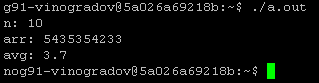 g91-vinogradov@5a026a69218b:~$ ./a.out
n: 10
arr: 5435354233
avg: 3.7
nog91-vinogradov@5a026a69218b:~$